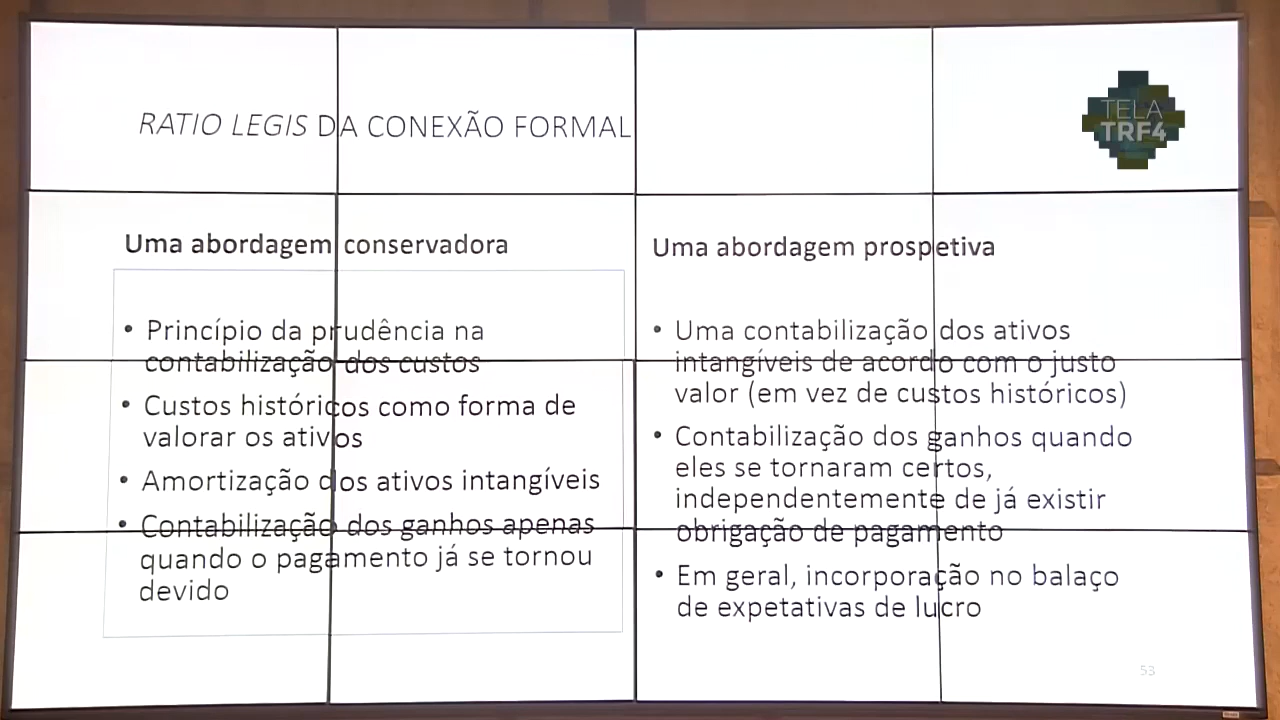 RATIO LEGIS DA CONEXÃO FORMAL
TELA
TRF4
Uma abordagem conservadora
• Princípio da prudência na
contabilização dos custos
• Custos históricos como forma de
valorar os ativos
• Amortização dos ativos intangíveis
• Contabilização dos ganhos apenas
quando o pagamento já se tornou
devido
Uma abordagem prospetiva
• Uma contabilização dos ativos
intangíveis de acordo com o justo
valor (em vez de custos históricos)
• Contabilização dos ganhos quando
eles se tornaram certos,
independentemente de já existir
obrigação de pagamento
• Em geral, incorporação no balaço
de expetativas de lucro
53